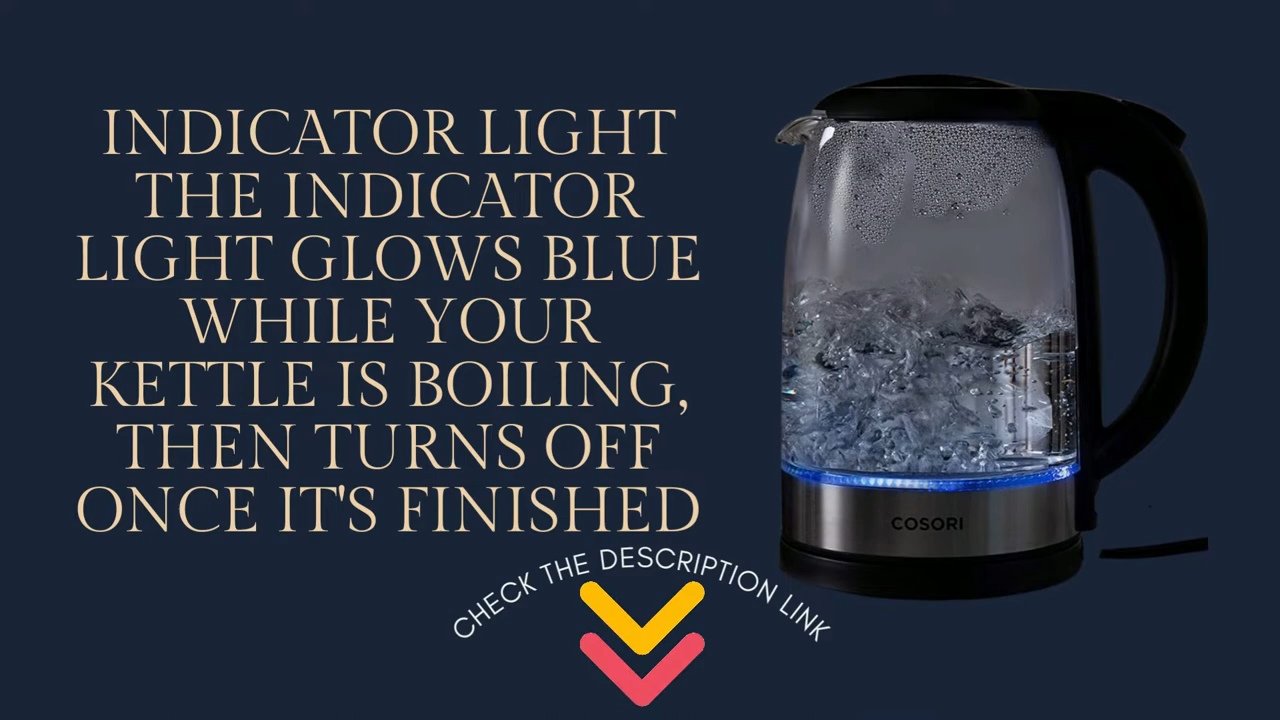 INDICATOR LIGHT
THE INDICATOR
LIGHT GLOWS BLUE
WHILE YOUR
KETTLE IS BOILING,
THEN TURNS OFF
ONCE IT'S FINISHED
COSORI
CHECK THE DESCRIPTION LINK